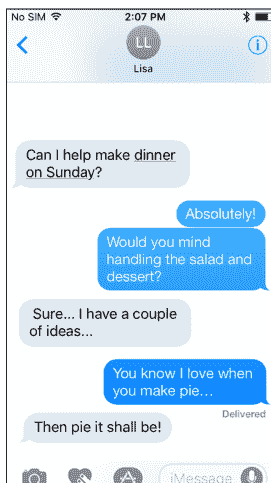 No SIM 2:07 PM
LL
Lisa
Can I help make dinner
on Sunday?
Absolutely!
Would you mind
handling the salad and
dessert?
Sure... I have a couple
of ideas...
You know I love when
you make pie...
Delivered
Then pie it shall be!
iMessage